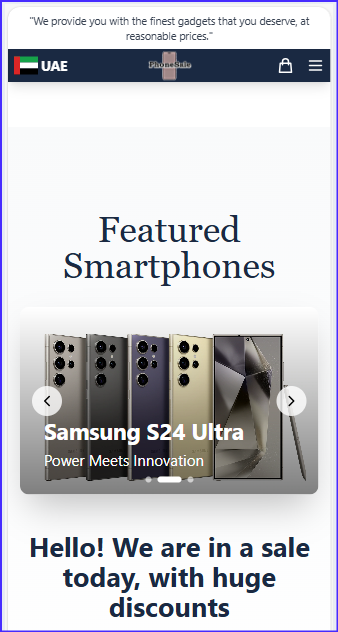 "We provide you with the finest gadgets that you deserve, at
reasonable prices."
UAE
PhoneSale
Featured
Smartphones
Samsung S24 Ultra
Power Meets Innovation
Hello! We are in a sale
today, with huge
discounts